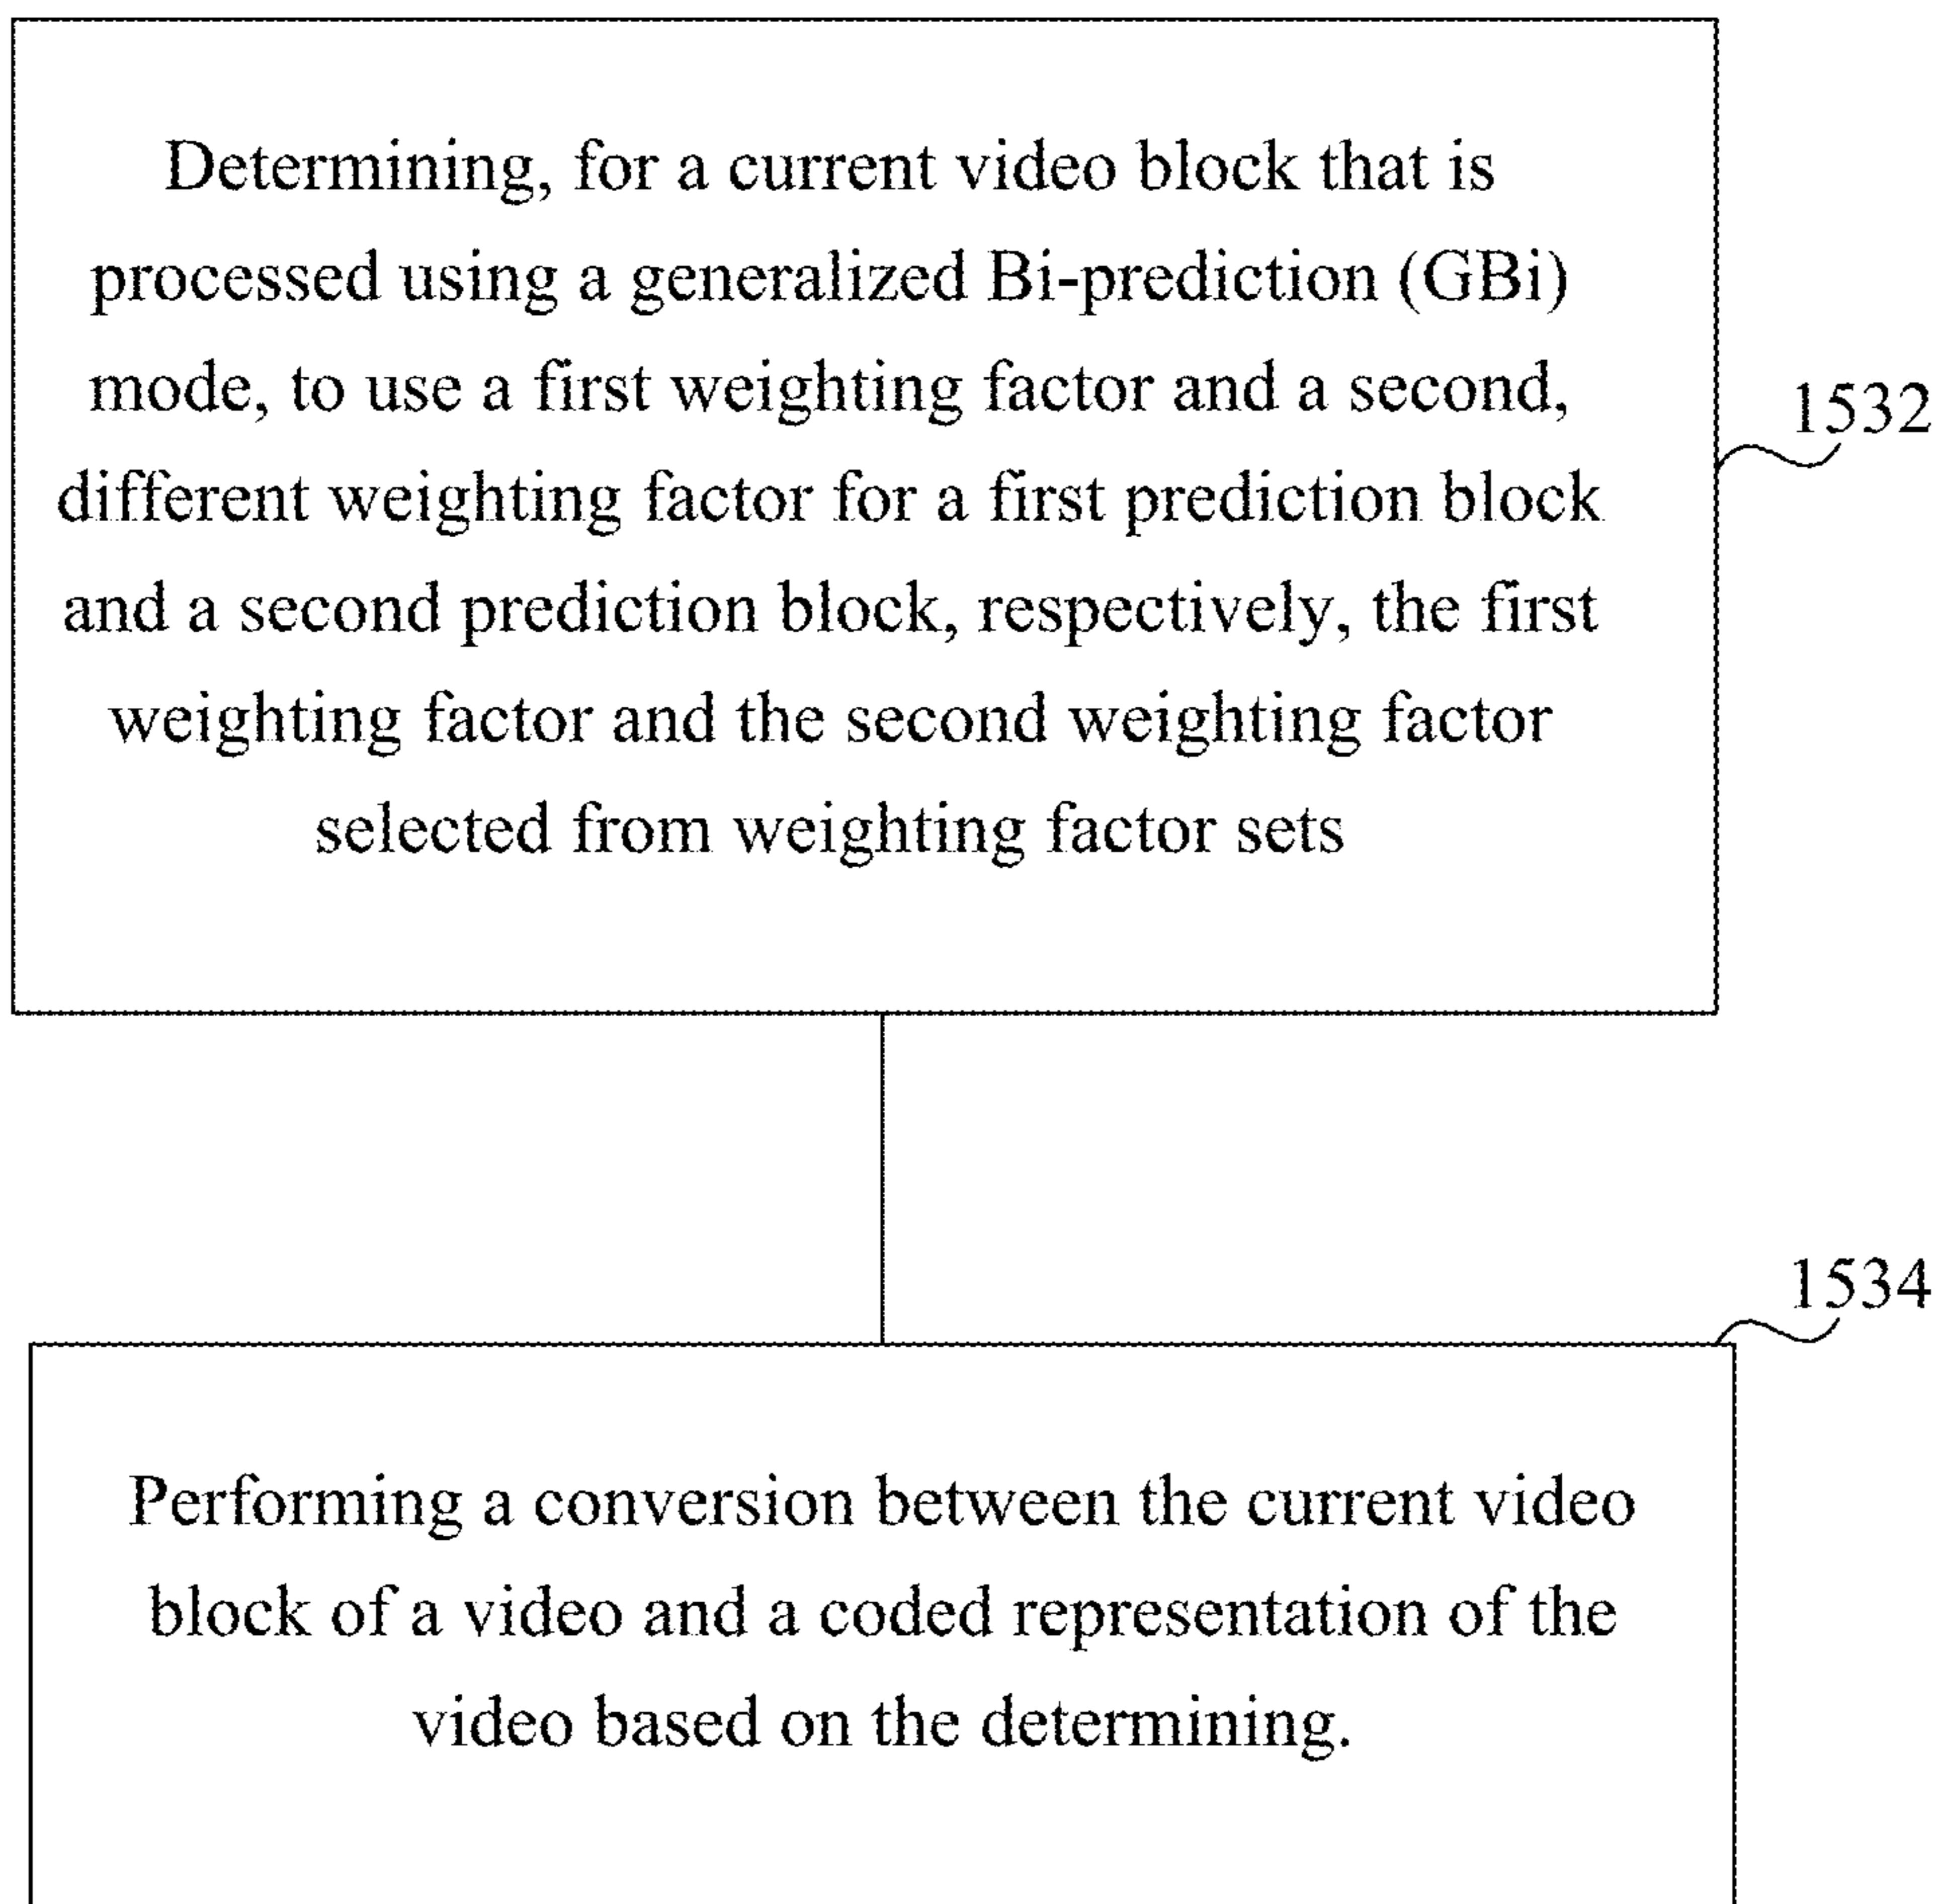 Determining, for a current video block that is
processed using a generalized Bi-prediction (GBi)
mode, to use a first weighting factor and a second,
different weighting factor for a first prediction block
and a second prediction block, respectively, the first
weighting factor and the second weighting factor
selected from weighting factor sets
1532
1534
Performing a conversion between the current video
block of a video and a coded representation of the
video based on the determining.